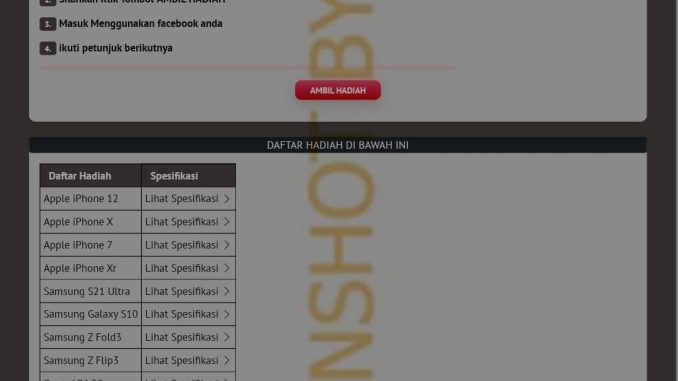 2. Silahkan Klik Tombol AMBIL HADIAH
3. Masuk Menggunakan facebook anda
4. ikuti petunjuk berikutnya
AMBIL HADIAH
DAFTAR HADIAH DI BAWAH INI
Daftar Hadiah Spesifikasi
Apple iPhone 12 Lihat Spesifikasi
Apple iPhone X Lihat Spesifikasi
Apple iPhone 7 Lihat Spesifikasi
Apple iPhone Xr Lihat Spesifikasi
Samsung S21 Ultra Lihat Spesifikasi
Samsung Galaxy S10 Lihat Spesifikasi
Samsung Z Fold3 Lihat Spesifikasi
Samsung Z Flip3 Lihat Spesifikasi
NSHOT BY